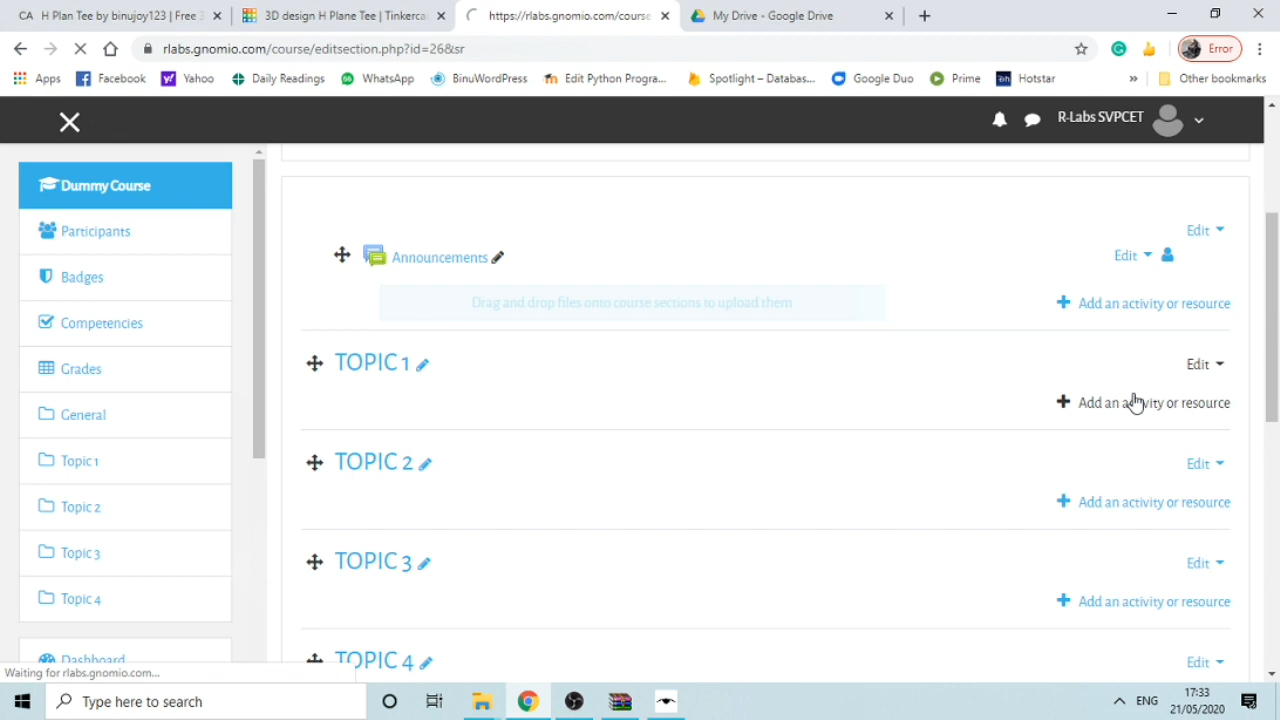 CA H Plane Tee by binujoy123 | Free 3
3D design H Plane Tee | Tinkerca
https://rlabs.gnomio.com/course
My Drive - Google Drive
rlabs.gnomio.com/course/editsection.php?id=26&sr
Error
Apps
Facebook
Yahoo
Daily Readings
WhatsApp
BinuWordPress
Edit Python Progra...
Spotlight – Databas...
Google Duo
Prime
Hotstar
»
Other bookmarks
R-Labs SVPCET
Dummy Course
Participants
Badges
Competencies
Grades
General
Topic 1
Topic 2
Topic 3
Topic 4
Dashboard
Edit
Announcements
Edit
Drag and drop files onto course sections to upload them
Add an activity or resource
TOPIC 1
Edit
Add an activity or resource
TOPIC 2
Edit
Add an activity or resource
TOPIC 3
Edit
Add an activity or resource
TOPIC 4
Edit
Waiting for rlabs.gnomio.com...
Type here to search
ENG
17:33
21/05/2020